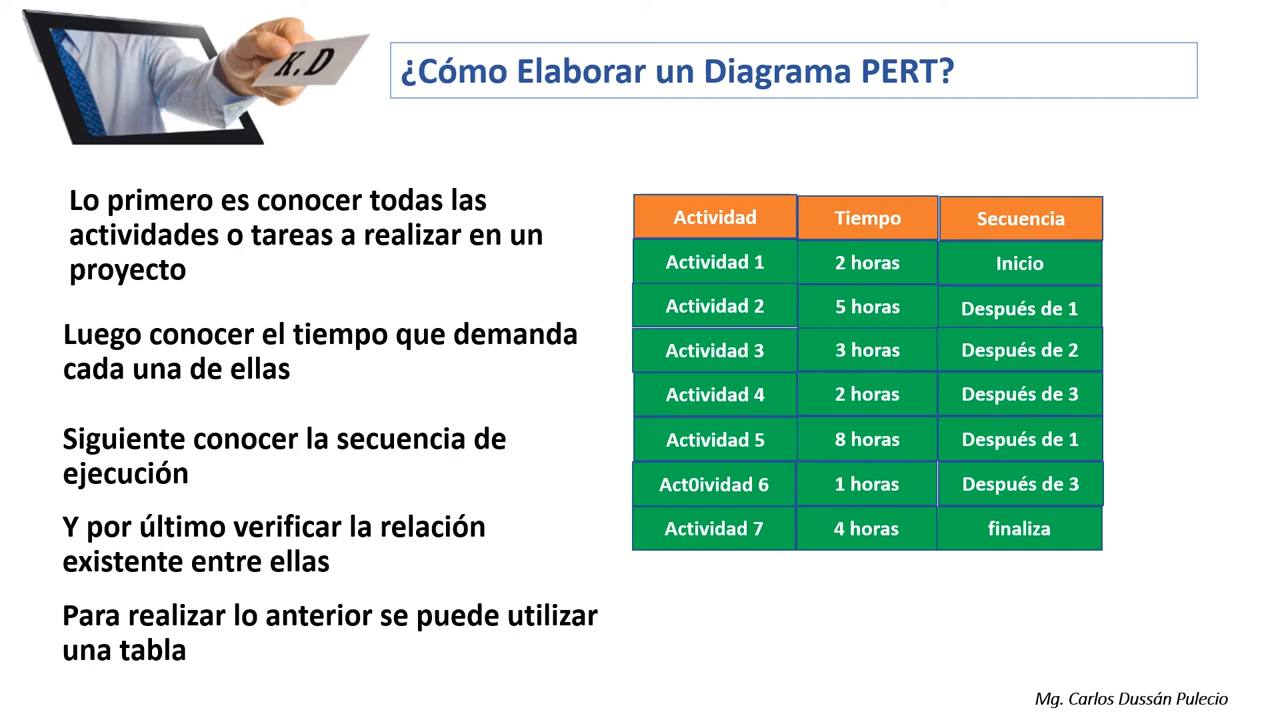 K.D
¿Cómo Elaborar un Diagrama PERT?
Lo primero es conocer todas las
actividades o tareas a realizar en un
proyecto
Luego conocer el tiempo que demanda
cada una de ellas
Siguiente conocer la secuencia de
ejecución
Y por último verificar la relación
existente entre ellas
Para realizar lo anterior se puede utilizar
una tabla
Actividad Tiempo Secuencia
Actividad 1 2 horas Inicio
Actividad 2 5 horas Después de 1
Actividad 3 3 horas Después de 2
Actividad 4 2 horas Después de 3
Actividad 5 8 horas Después de 1
Act0ividad 6 1 horas Después de 3
Actividad 7 4 horas finaliza
Mg. Carlos Dussán Pulecio